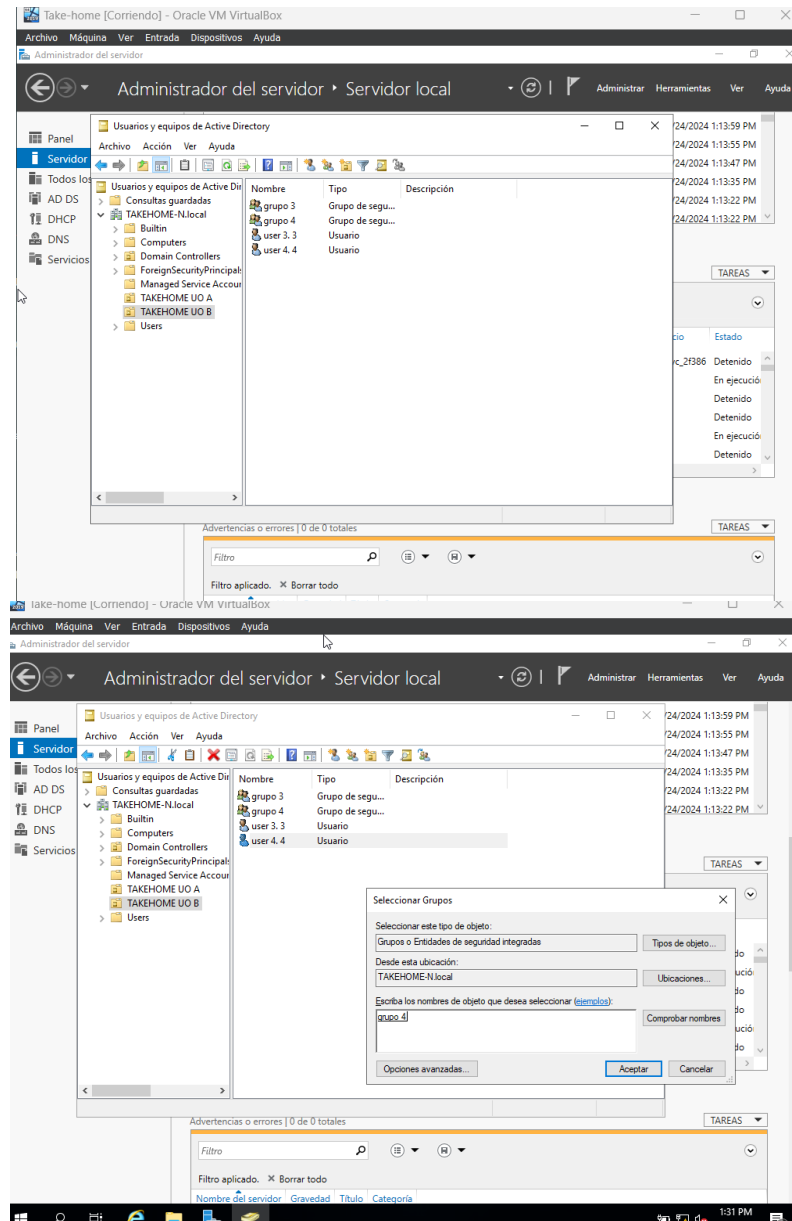 Take-home [Corriendo] - Oracle VM VirtualBox
Archivo Máquina Ver Entrada Dispositivos Ayuda
Administrador del servidor
Administrador del servidor ‣ Servidor local
Administrar Herramientas Ver Ayuda
Panel
Servidor
Todos los
AD DS
DHCP
DNS
Servicios
Usuarios y equipos de Active Directory
Archivo Acción Ver Ayuda
Usuarios y equipos de Active Dir
Consultas guardadas
TAKEHOME-N.local
Builtin
Computers
Domain Controllers
ForeignSecurityPrincipals
Managed Service Accour
TAKEHOME UO A
TAKEHOME UO B
Users
Nombre Tipo Descripción
grupo 3 Grupo de segu...
grupo 4 Grupo de segu...
user 3. 3 Usuario
user 4. 4 Usuario
/24/2024 1:13:59 PM
/24/2024 1:13:55 PM
/24/2024 1:13:47 PM
/24/2024 1:13:35 PM
/24/2024 1:13:22 PM
/24/2024 1:13:22 PM
TAREAS
cio Estado
vc_2f386 Detenido
En ejecució
Detenido
Detenido
En ejecució
Detenido
Advertencias o errores | 0 de 0 totales
TAREAS
Filtro
Filtro aplicado. × Borrar todo
Take-home [Corriendo] - Oracle VM VirtualBox
Archivo Máquina Ver Entrada Dispositivos Ayuda
Administrador del servidor
Administrador del servidor ‣ Servidor local
Administrar Herramientas Ver Ayuda
Panel
Servidor
Todos los
AD DS
DHCP
DNS
Servicios
Usuarios y equipos de Active Directory
Archivo Acción Ver Ayuda
Usuarios y equipos de Active Dir
Consultas guardadas
TAKEHOME-N.local
Builtin
Computers
Domain Controllers
ForeignSecurityPrincipals
Managed Service Accour
TAKEHOME UO A
TAKEHOME UO B
Users
Nombre Tipo Descripción
grupo 3 Grupo de segu...
grupo 4 Grupo de segu...
user 3. 3 Usuario
user 4. 4 Usuario
/24/2024 1:13:59 PM
/24/2024 1:13:55 PM
/24/2024 1:13:47 PM
/24/2024 1:13:35 PM
/24/2024 1:13:22 PM
/24/2024 1:13:22 PM
TAREAS
Seleccionar Grupos
Seleccionar este tipo de objeto:
Grupos o Entidades de seguridad integradas
Tipos de objeto...
Desde esta ubicación:
TAKEHOME-N.local
Ubicaciones...
Escriba los nombres de objeto que desea seleccionar (ejemplos):
grupo 4
Comprobar nombres
Opciones avanzadas...
Aceptar Cancelar
do
ució
do
do
ució
do
Advertencias o errores | 0 de 0 totales
TAREAS
Filtro
Filtro aplicado. × Borrar todo
Nombre del servidor Gravedad Título Categoría
1:31 PM